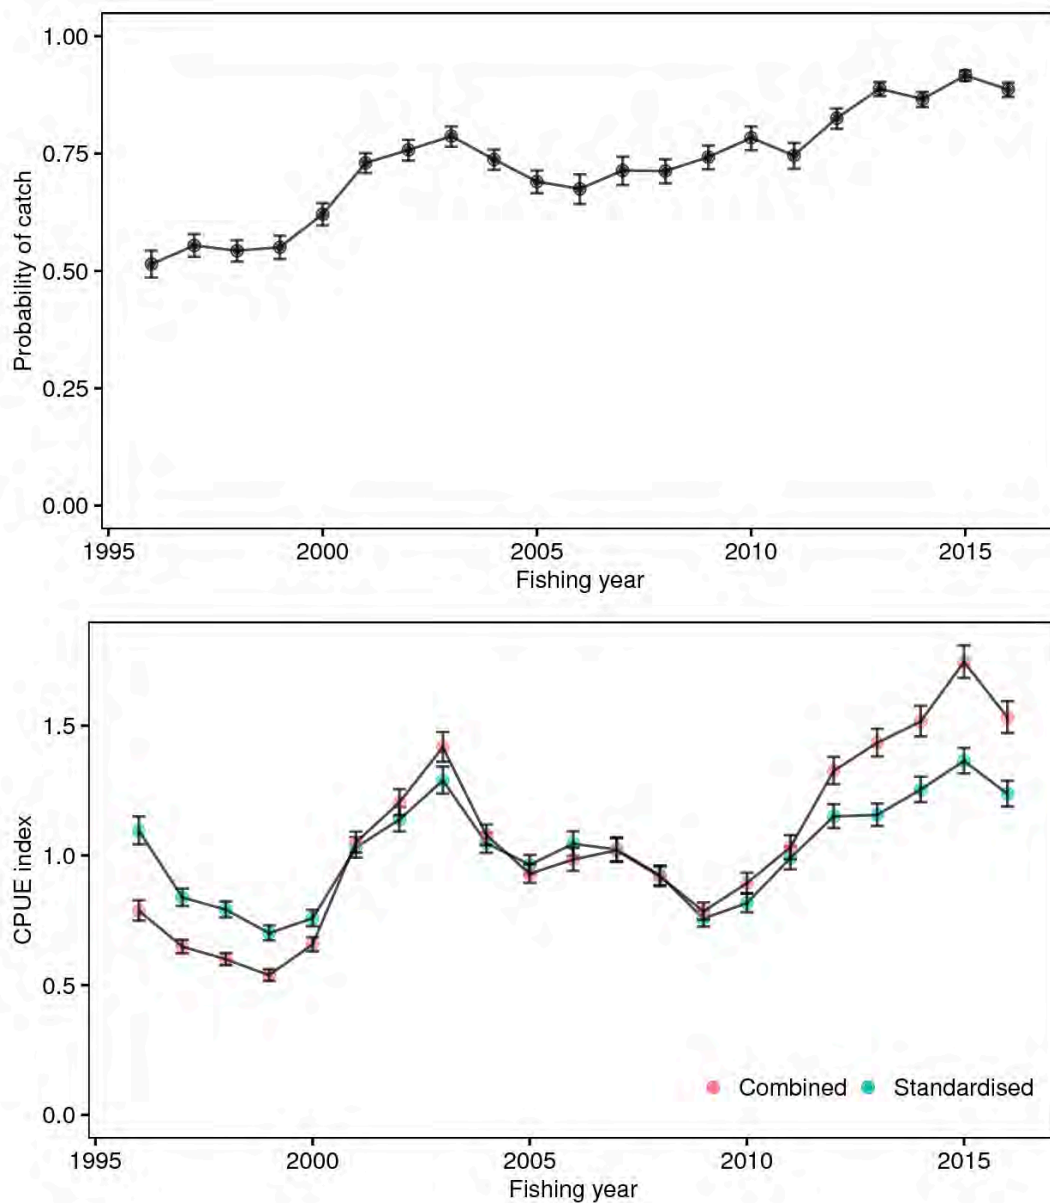 1.00
0.75
0.50
0.25
0.00
Probability of catch
1995 2000 2005 2010 2015
Fishing year
1.5
1.0
0.5
0.0
CPUE index
Combined Standardised
1995 2000 2005 2010 2015
Fishing year